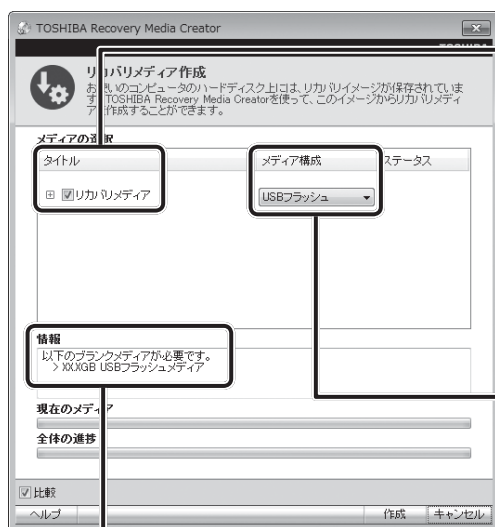 TOSHIBA Recovery Media Creator
リカバリメディア作成
お使いのコンピュータのハードディスク上には、リカバリイメージが保存されていま
す。TOSHIBA Recovery Media Creatorを使って、このイメージからリカバリメディ
アを作成することができます。
メディアの選択
タイトル メディア構成 ステータス
リカバリメディア USBフラッシュ
情報
以下のブランクメディアが必要です。
> XX.XGB USBフラッシュメディア
現在のメディア
全体の進捗
比較
ヘルプ 作成 キャンセル